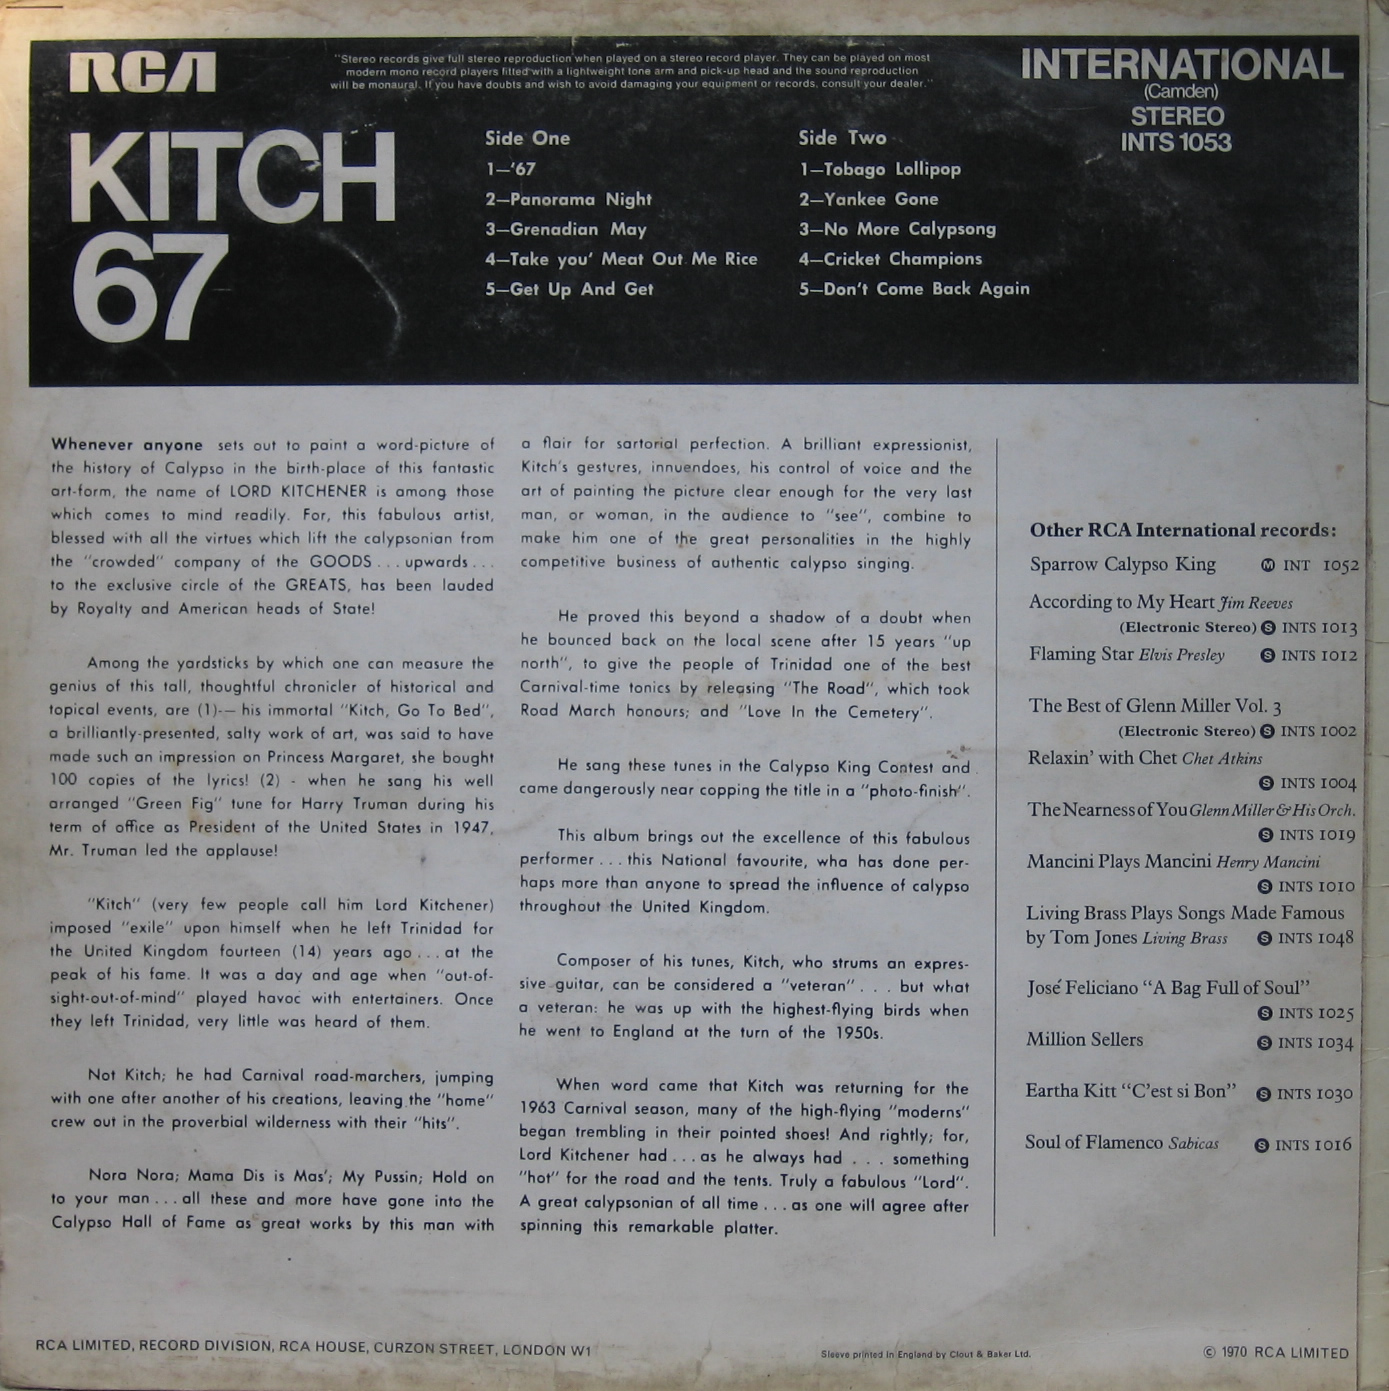 RCA
"Stereo records give full stereo reproduction when played on a stereo record player. They can be played on most
modern mono record players fitted with a lightweight tone arm and pick-up head and the sound reproduction
will be monaural. If you have doubts and wish to avoid damaging your equipment or records, consult your dealer."
INTERNATIONAL
(Camden)
STEREO
INTS 1053
KITCH
67
Side One
1—'67
2—Panorama Night
3—Grenadian May
4—Take you' Meat Out Me Rice
5—Get Up And Get
Side Two
1—Tobago Lollipop
2—Yankee Gone
3—No More Calypsong
4—Cricket Champions
5—Don't Come Back Again
Whenever anyone sets out to paint a word-picture of
the history of Calypso in the birth-place of this fantastic
art-form, the name of LORD KITCHENER is among those
which comes to mind readily. For, this fabulous artist,
blessed with all the virtues which lift the calypsonian from
the "crowded" company of the GOODS . . . upwards . . .
to the exclusive circle of the GREATS, has been lauded
by Royalty and American heads of State!
Among the yardsticks by which one can measure the
genius of this tall, thoughtful chronicler of historical and
topical events, are (1)-— his immortal "Kitch, Go To Bed",
a brilliantly-presented, salty work of art, was said to have
made such an impression on Princess Margaret, she bought
100 copies of the lyrics! (2) - when he sang his well
arranged "Green Fig" tune for Harry Truman during his
term of office as President of the United States in 1947,
Mr. Truman led the applause!
"Kitch" (very few people call him Lord Kitchener)
imposed "exile" upon himself when he left Trinidad for
the United Kingdom fourteen (14) years ago . . . at the
peak of his fame. It was a day and age when "out-of-
sight-out-of-mind" played havoc with entertainers. Once
they left Trinidad, very little was heard of them.
Not Kitch; he had Carnival road-marchers, jumping
with one after another of his creations, leaving the "home"
crew out in the proverbial wilderness with their "hits".
Nora Nora; Mama Dis is Mas'; My Pussin; Hold on
to your man . . . all these and more have gone into the
Calypso Hall of Fame as great works by this man with
a flair for sartorial perfection. A brilliant expressionist,
Kitch's gestures, innuendoes, his control of voice and the
art of painting the picture clear enough for the very last
man, or woman, in the audience to "see", combine to
make him one of the great personalities in the highly
competitive business of authentic calypso singing.
He proved this beyond a shadow of a doubt when
he bounced back on the local scene after 15 years "up
north", to give the people of Trinidad one of the best
Carnival-time tonics by releasing "The Road", which took
Road March honours; and "Love In the Cemetery".
He sang these tunes in the Calypso King Contest and
came dangerously near copping the title in a "photo-finish".
This album brings out the excellence of this fabulous
performer . . . this National favourite, wha has done per-
haps more than anyone to spread the influence of calypso
throughout the United Kingdom.
Composer of his tunes, Kitch, who strums an expres-
sive guitar, can be considered a "veteran" . . . but what
a veteran: he was up with the highest-flying birds when
he went to England at the turn of the 1950s.
When word came that Kitch was returning for the
1963 Carnival season, many of the high-flying "moderns"
began trembling in their pointed shoes! And rightly; for,
Lord Kitchener had . . . as he always had . . . something
"hot" for the road and the tents. Truly a fabulous "Lord".
A great calypsonian of all time . . . as one will agree after
spinning this remarkable platter.
Other RCA International records:
Sparrow Calypso King M INT 1052
According to My Heart Jim Reeves
(Electronic Stereo) S INTS 1013
Flaming Star Elvis Presley S INTS 1012
The Best of Glenn Miller Vol. 3
(Electronic Stereo) S INTS 1002
Relaxin' with Chet Chet Atkins
S INTS 1004
The Nearness of You Glenn Miller & His Orch.
S INTS 1019
Mancini Plays Mancini Henry Mancini
S INTS 1010
Living Brass Plays Songs Made Famous
by Tom Jones Living Brass S INTS 1048
José Feliciano "A Bag Full of Soul"
S INTS 1025
Million Sellers S INTS 1034
Eartha Kitt "C'est si Bon" S INTS 1030
Soul of Flamenco Sabicas S INTS 1016
RCA LIMITED, RECORD DIVISION, RCA HOUSE, CURZON STREET, LONDON W1
Sleeve printed in England by Clout & Baker Ltd.
© 1970 RCA LIMITED